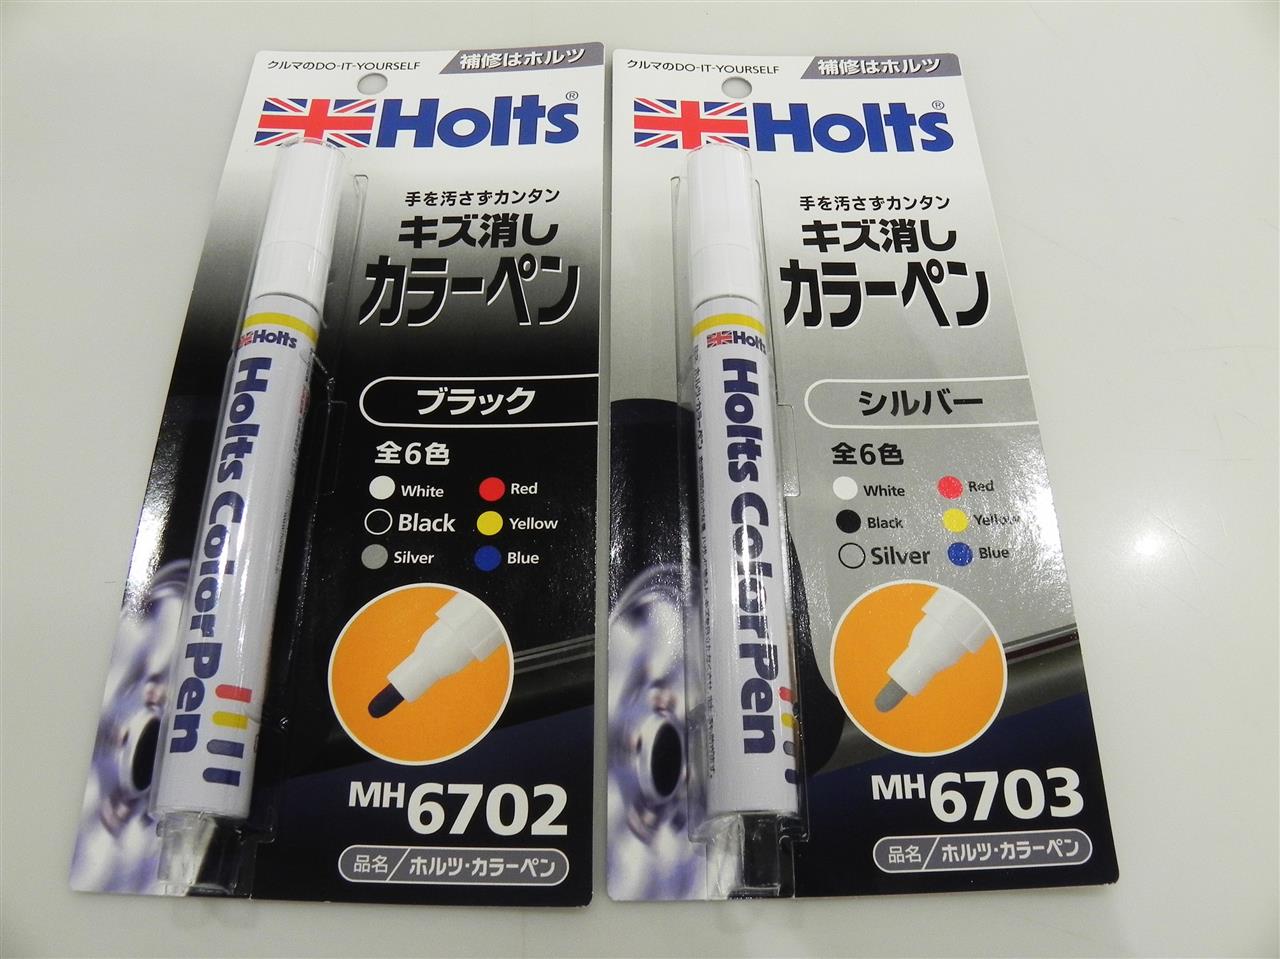 クルマのDO-IT-YOURSELF
補修はホルツ
Holts®
手を汚さずカンタン
キズ消し
カラーペン
Holts
Holts Color Pen
ブラック
全6色
White
Red
Black
Yellow
Silver
Blue
MH6702
品名/ホルツ・カラーペン
クルマのDO-IT-YOURSELF
補修はホルツ
Holts®
手を汚さずカンタン
キズ消し
カラーペン
Holts
Holts Color Pen
シルバー
全6色
White
Red
Black
Yellow
Silver
Blue
MH6703
品名/ホルツ・カラーペン